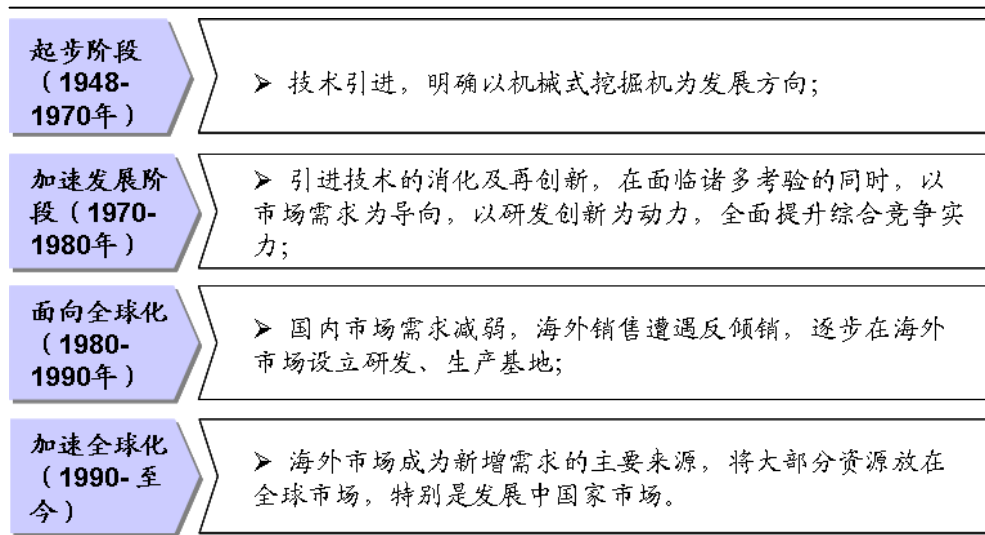 起步阶段
（1948-
1970年）
➢ 技术引进，明确以机械式挖掘机为发展方向；
加速发展阶
段（1970-
1980年）
➢ 引进技术的消化及再创新，在面临诸多考验的同时，以
市场需求为导向，以研发创新为动力，全面提升综合竞争实
力；
面向全球化
（1980-
1990年）
➢ 国内市场需求减弱，海外销售遭遇反倾销，逐步在海外
市场设立研发、生产基地；
加速全球化
（1990- 至
今）
➢ 海外市场成为新增需求的主要来源，将大部分资源放在
全球市场，特别是发展中国家市场。